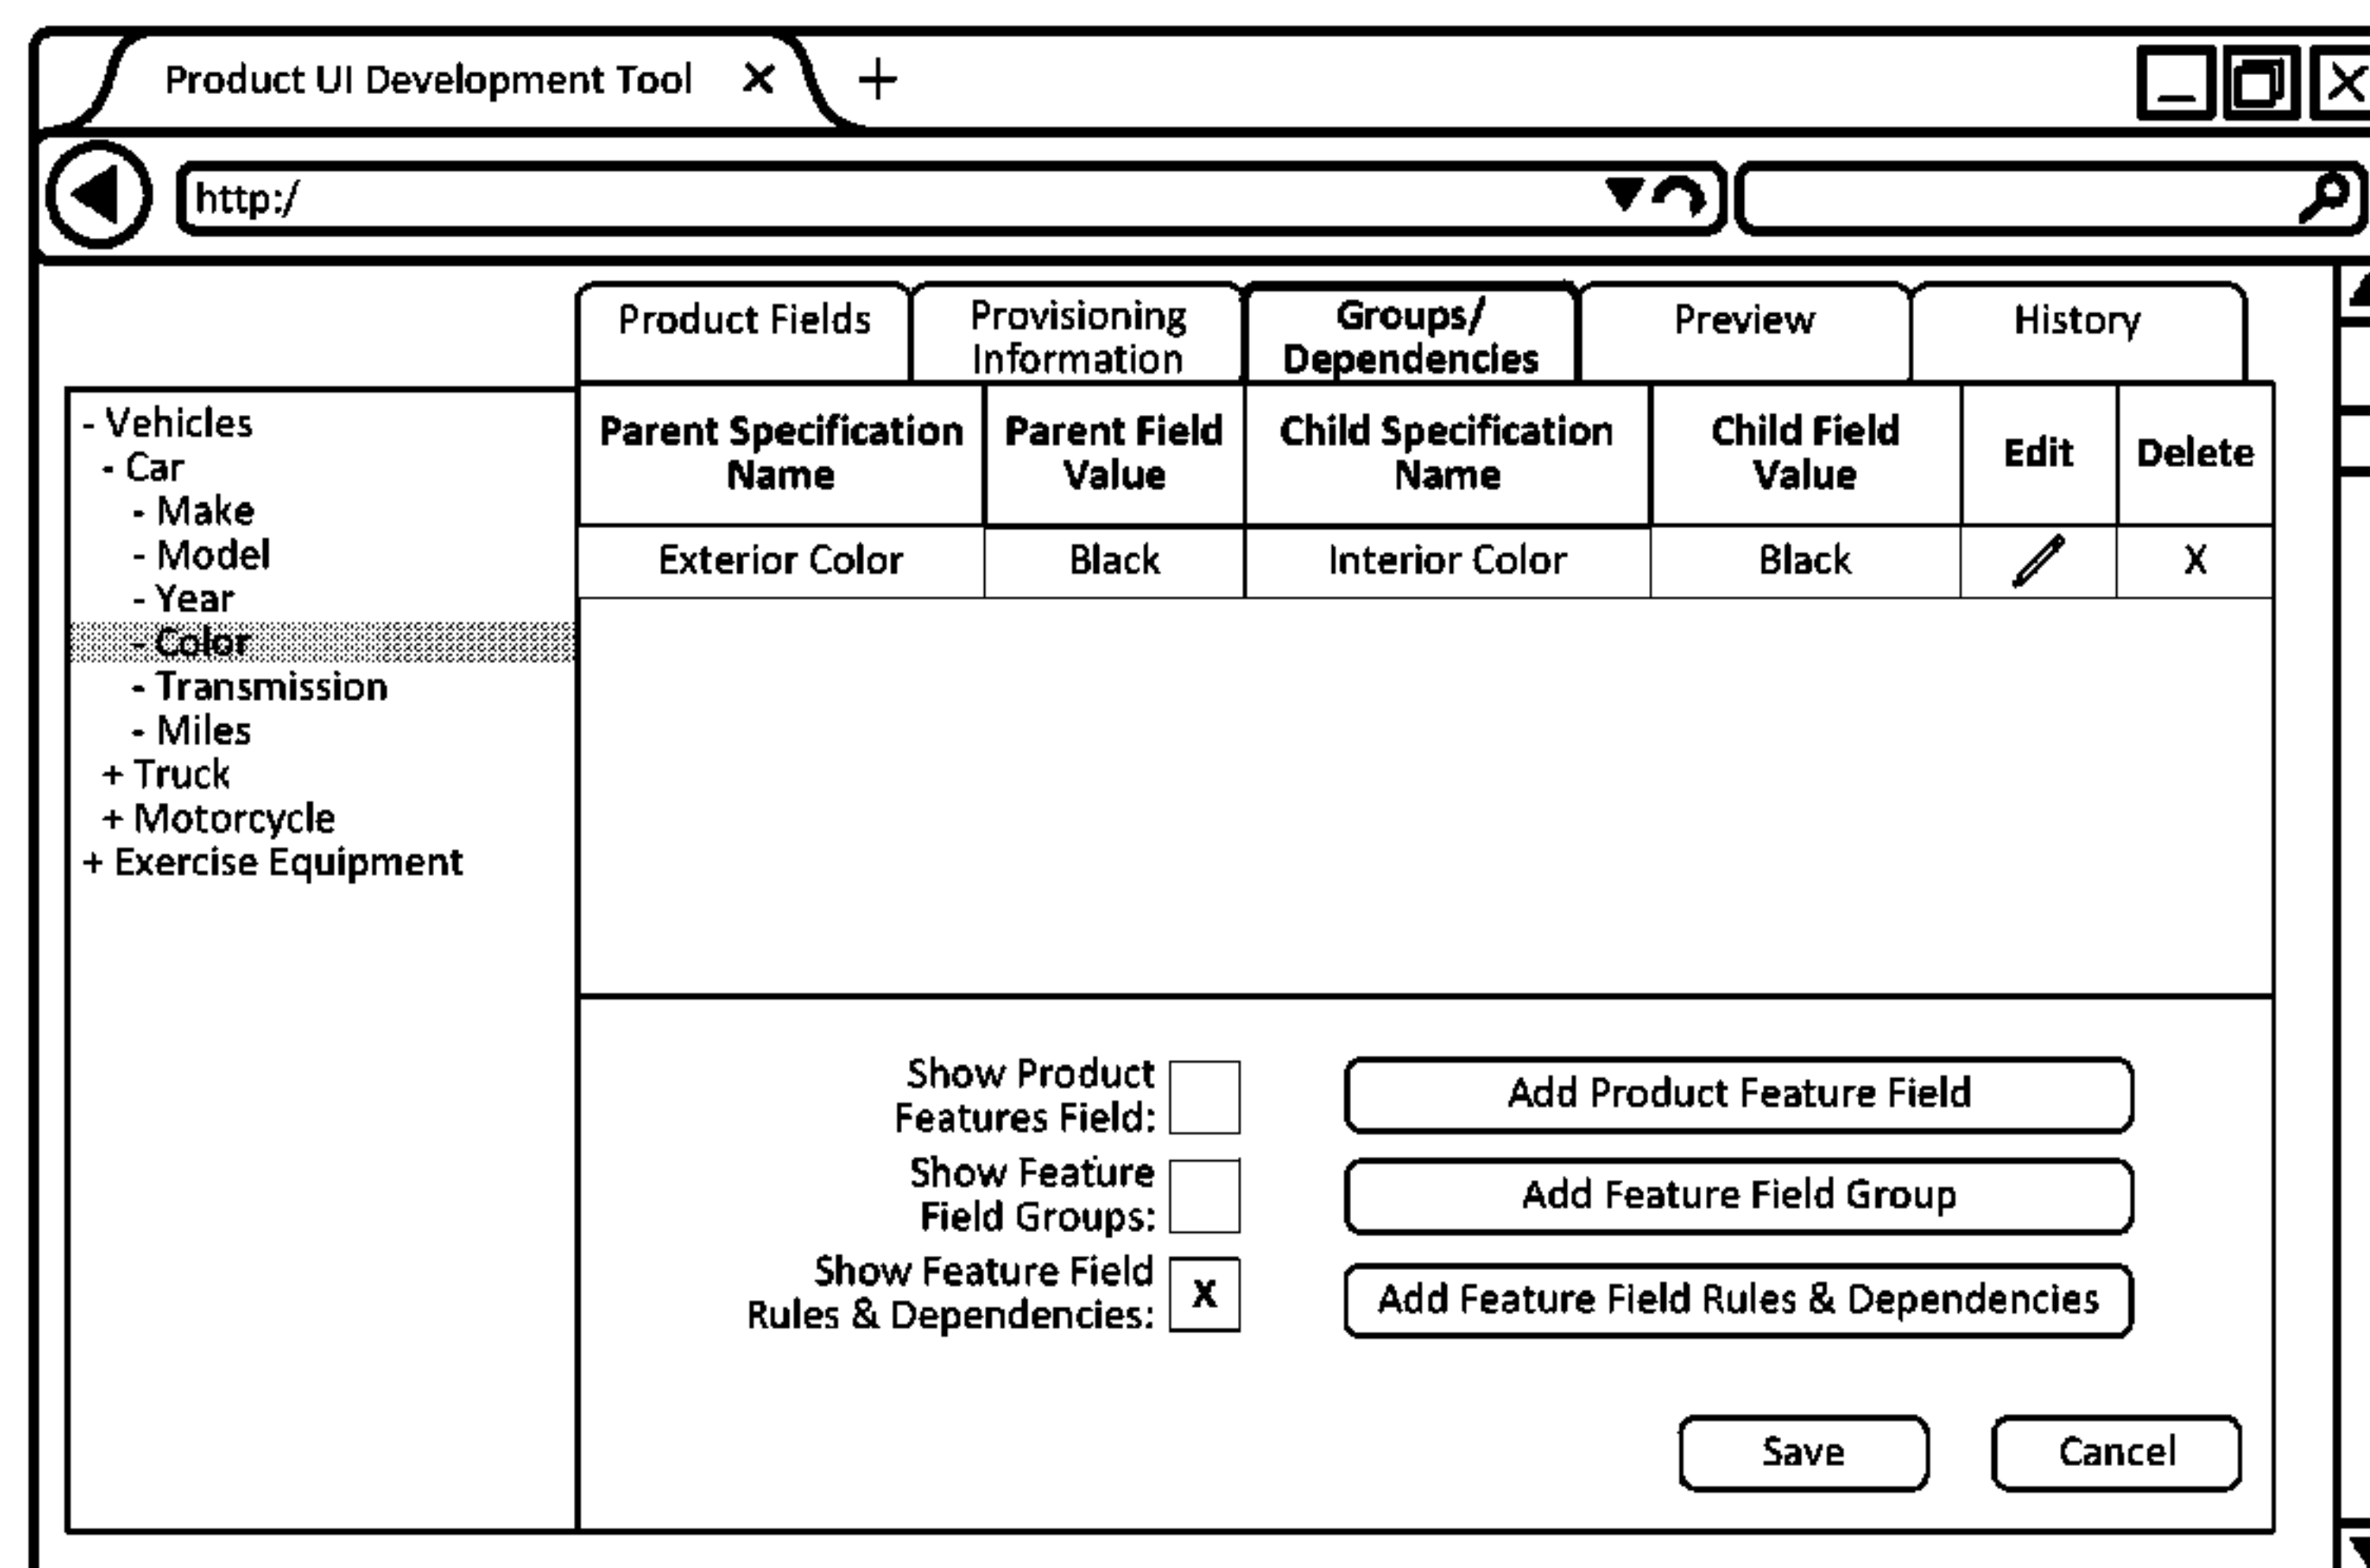 Product UI Development Tool
http:/
Product Fields
Provisioning
Information
Groups/
Dependencies
Preview
History
- Vehicles
- Car
- Make
- Model
- Year
- Color
- Transmission
- Miles
+ Truck
+ Motorcycle
+ Exercise Equipment
Parent Specification
Name
Parent Field
Value
Child Specification
Name
Child Field
Value
Edit
Delete
Exterior Color
Black
Interior Color
Black
X
Show Product
Features Field:
Add Product Feature Field
Show Feature
Field Groups:
Add Feature Field Group
Show Feature Field
Rules & Dependencies:
X
Add Feature Field Rules & Dependencies
Save
Cancel